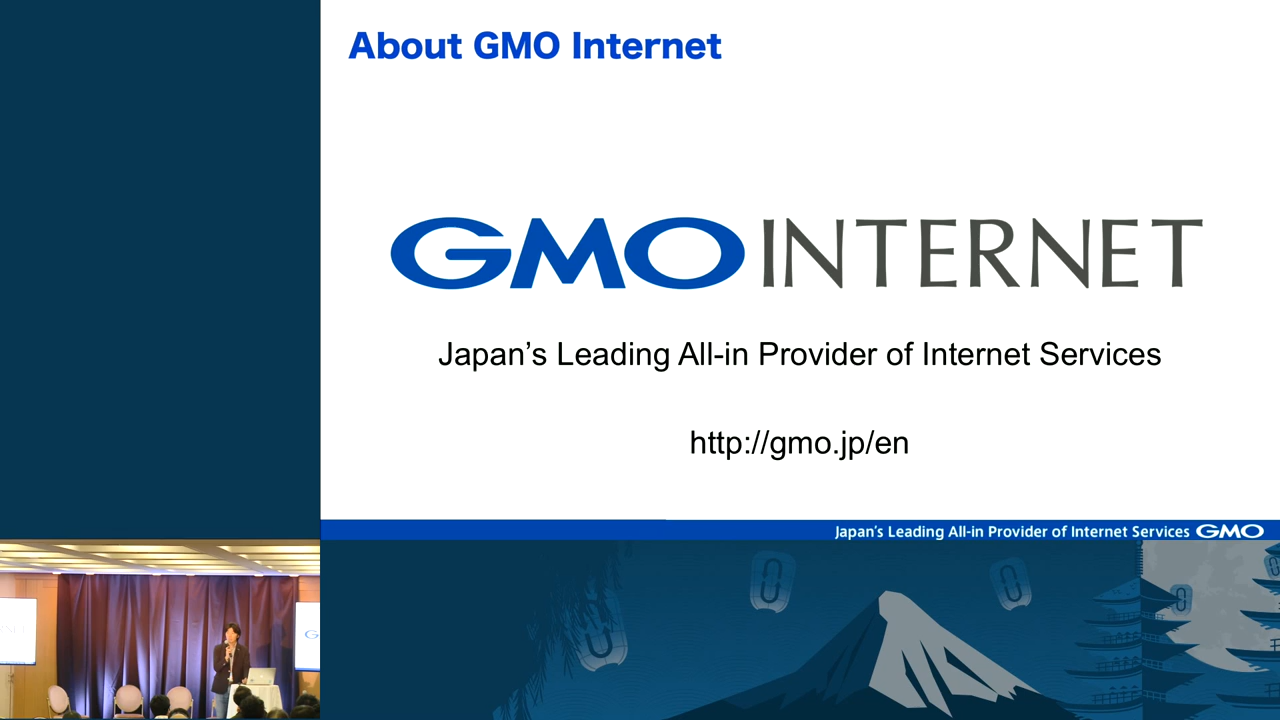 About GMO Internet
GMO INTERNET
Japan’s Leading All-in Provider of Internet Services
http://gmo.jp/en
Japan's Leading All-in Provider of Internet Services GMO